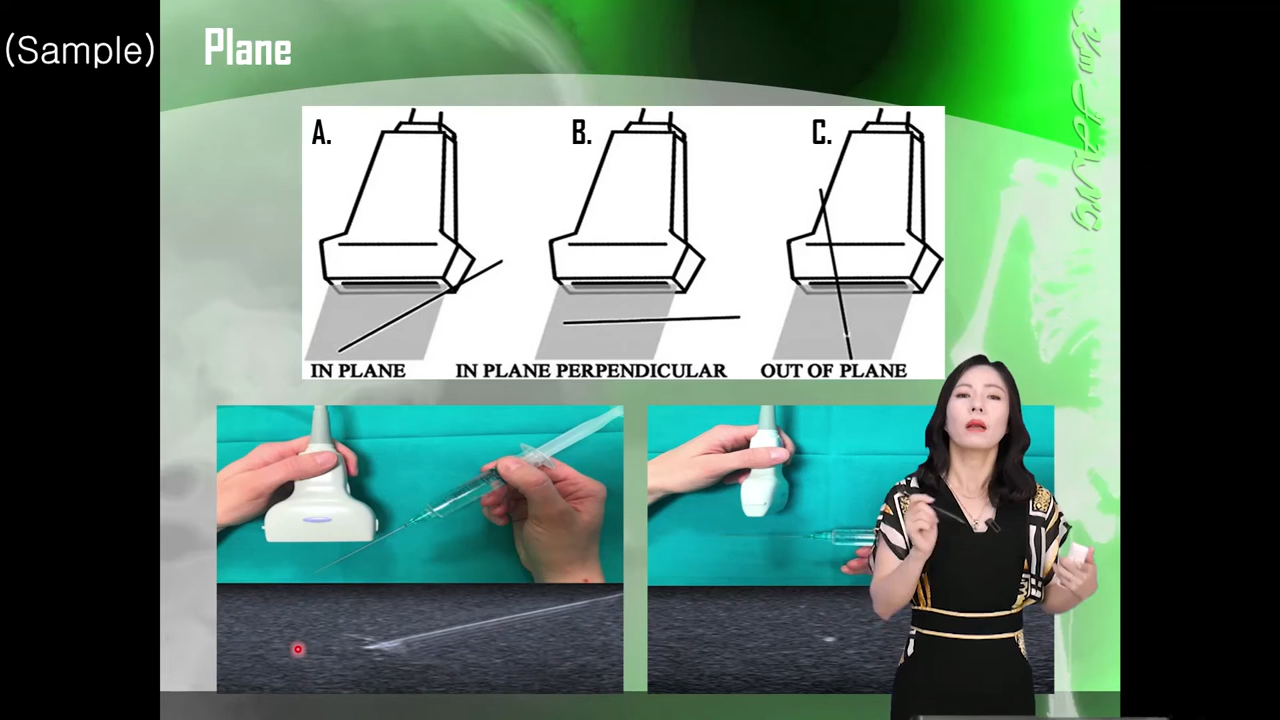 (Sample)
Plane
A.
B.
C.
IN PLANE
IN PLANE PERPENDICULAR
OUT OF PLANE